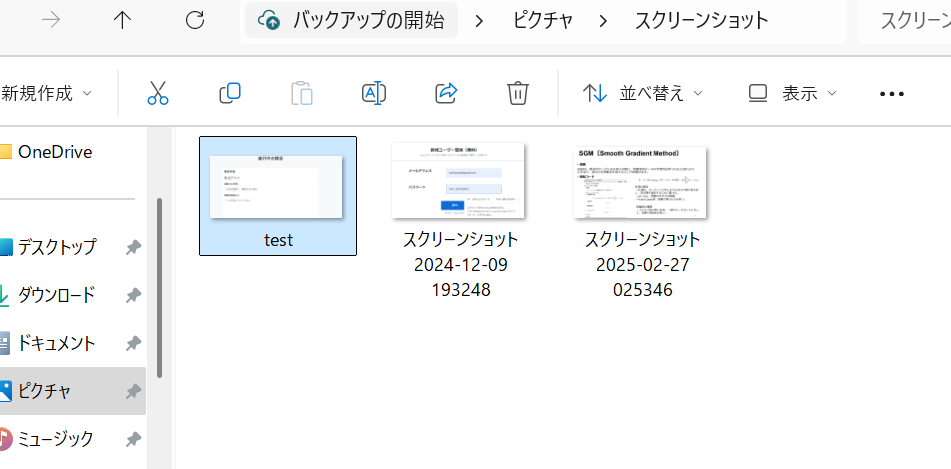 バックアップの開始
ピクチャ
スクリーンショット
スクリーン
新規作成
並べ替え
表示
OneDrive
デスクトップ
ダウンロード
ドキュメント
ピクチャ
ミュージック
test
新規ユーザー登録（無料）
メールアドレス
パスワード
スクリーンショット
2024-12-09
193248
SGM（Smooth Gradient Method）
スクリーンショット
2025-02-27
025346